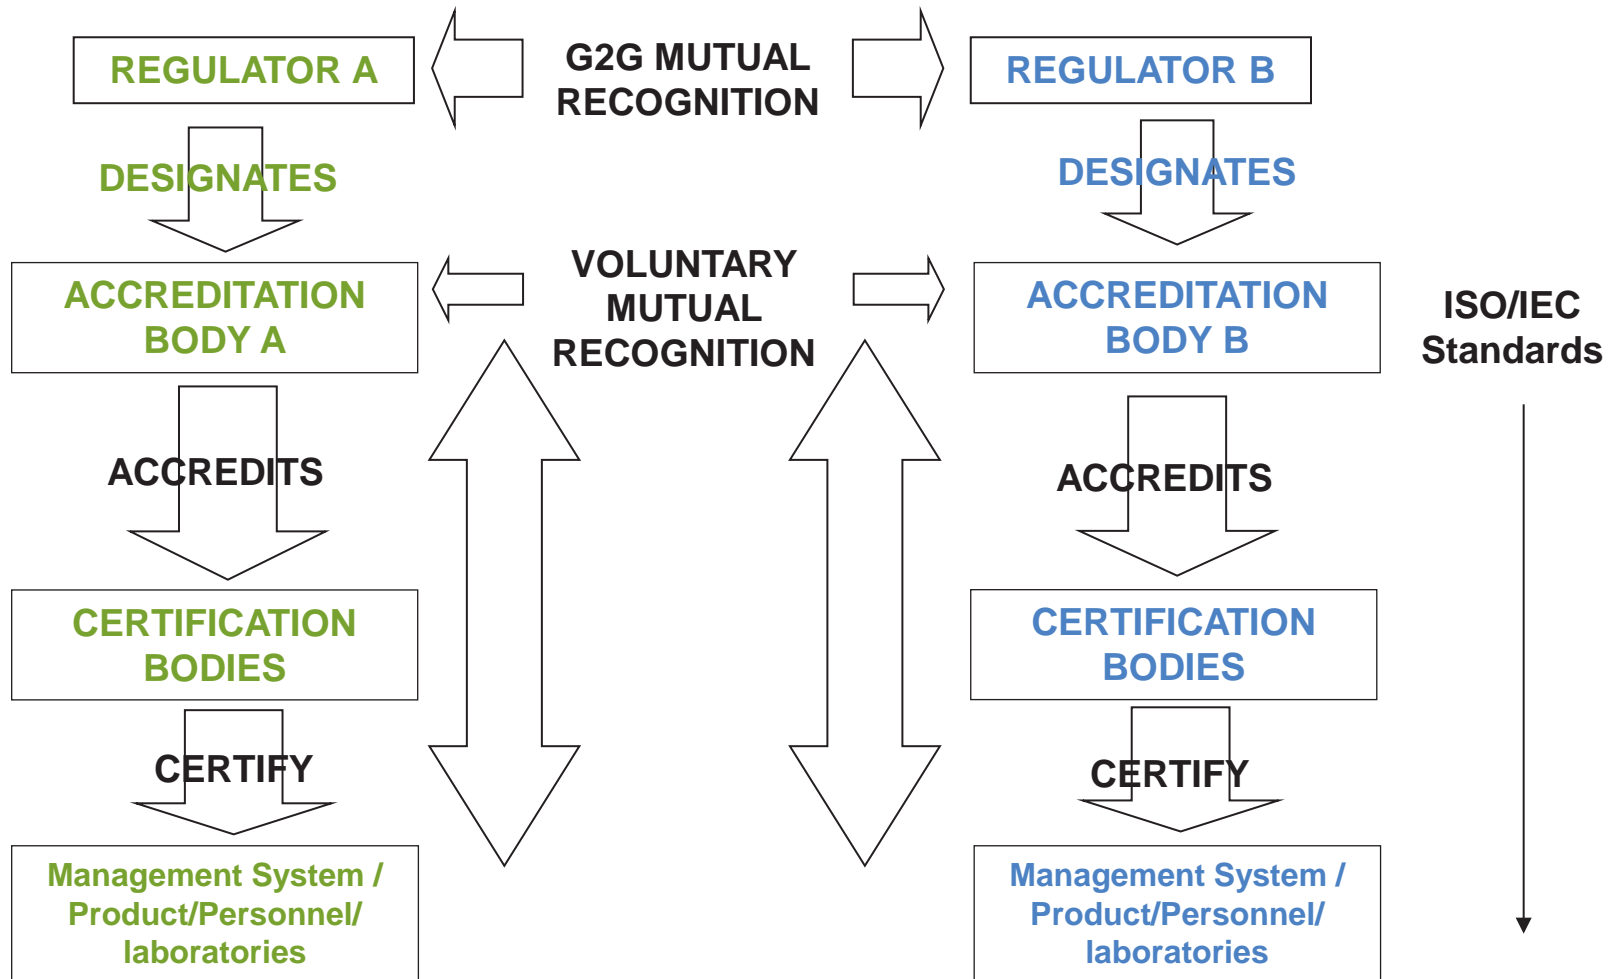 REGULATOR A
G2G MUTUAL
RECOGNITION
REGULATOR B
DESIGNATES
DESIGNATES
ACCREDITATION
BODY A
VOLUNTARY
MUTUAL
RECOGNITION
ACCREDITATION
BODY B
ISO/IEC
Standards
ACCREDITS
ACCREDITS
CERTIFICATION
BODIES
CERTIFICATION
BODIES
CERTIFY
CERTIFY
Management System /
Product/Personnel/
laboratories
Management System /
Product/Personnel/
laboratories